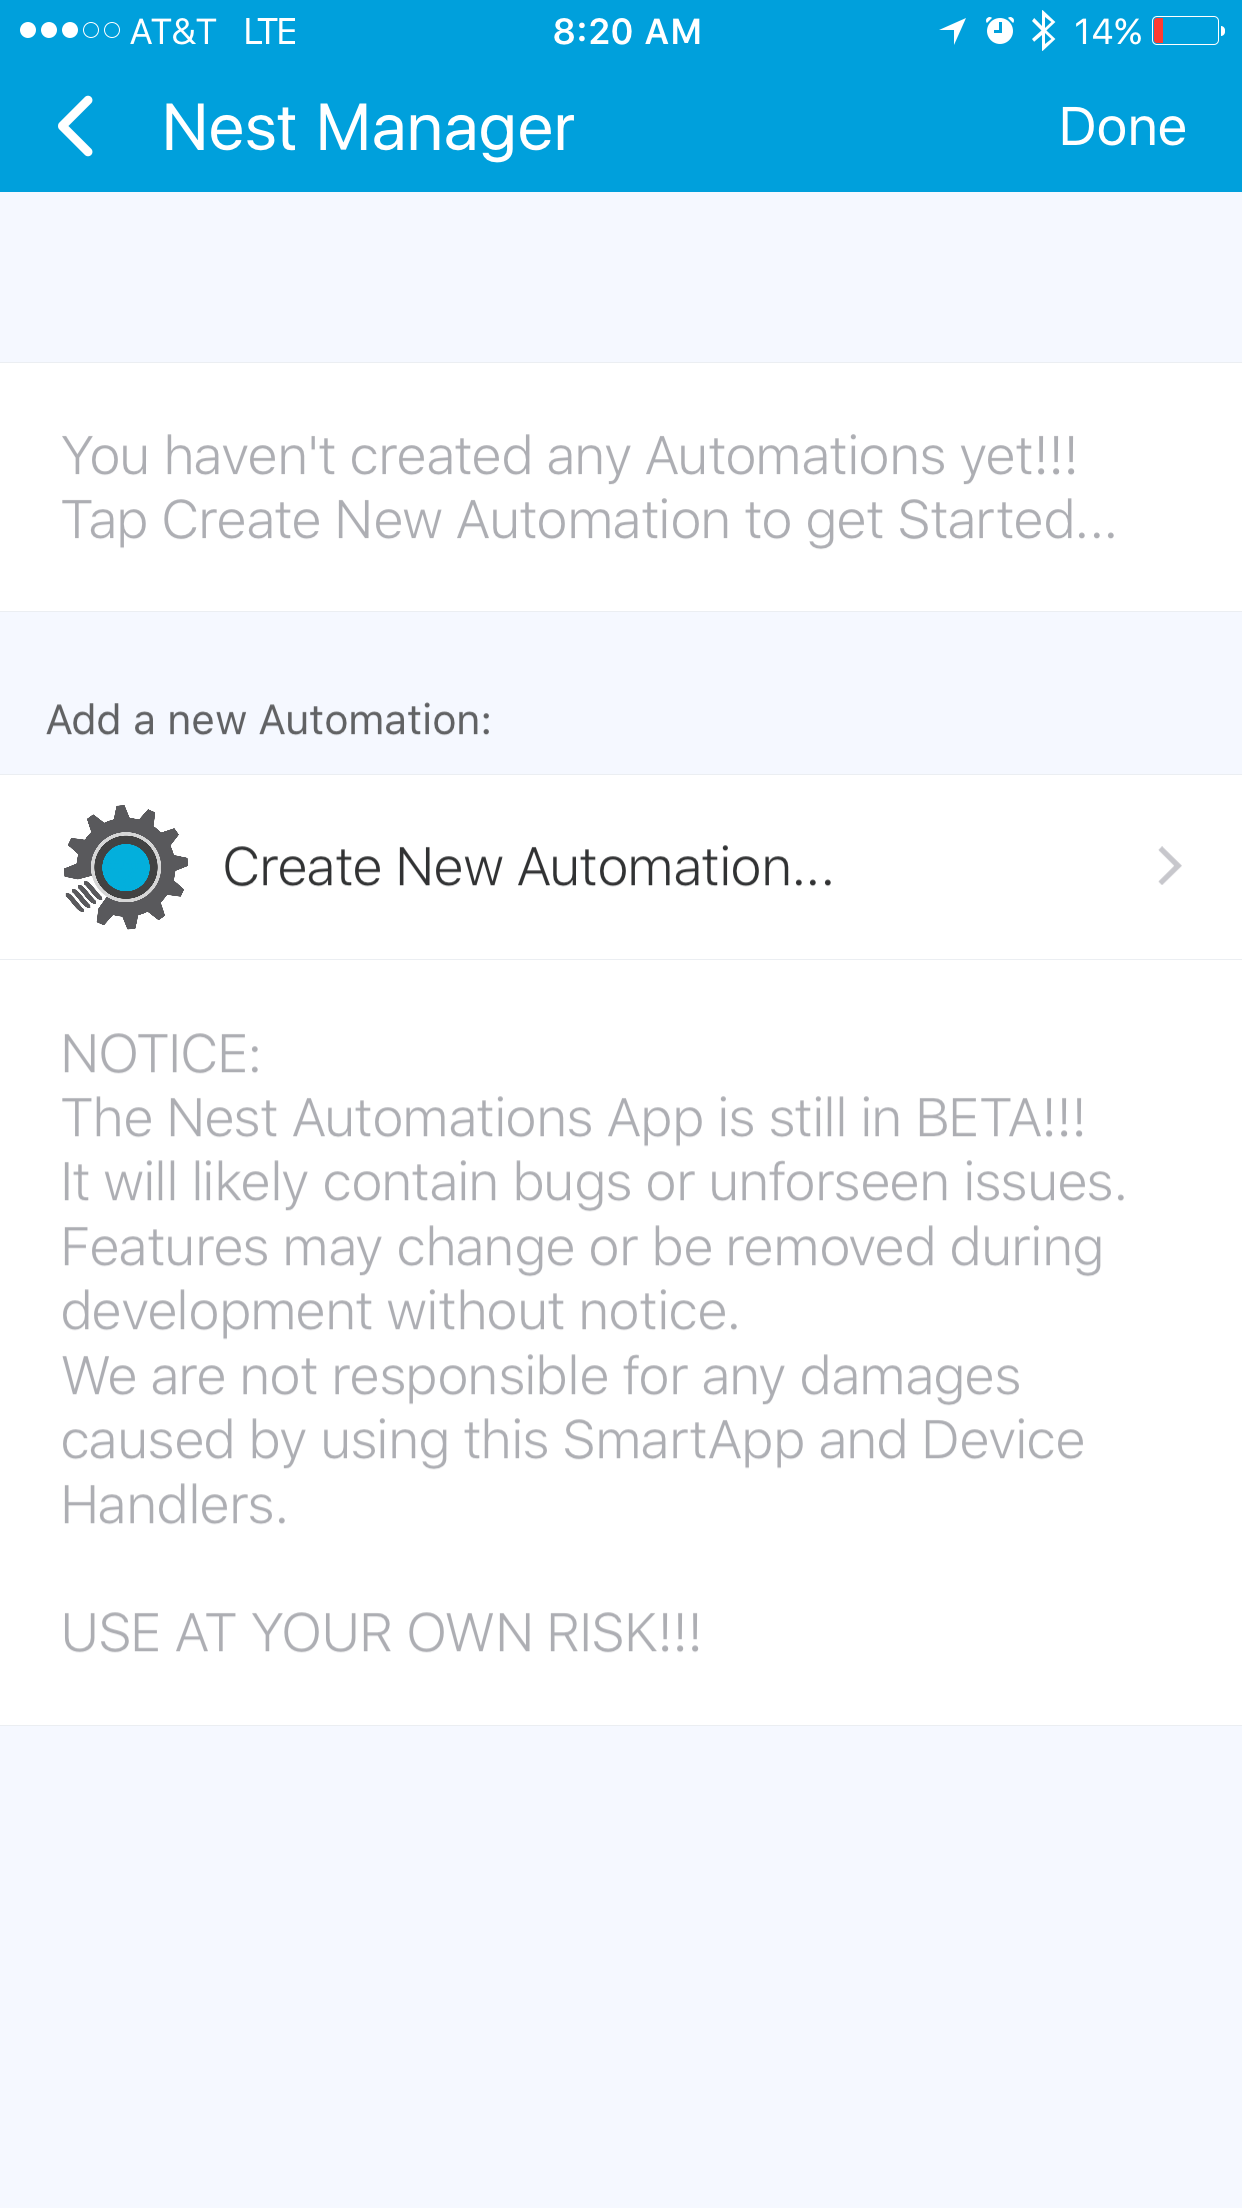 AT&T LTE 8:20 AM 14%
Nest Manager Done
You haven't created any Automations yet!!!
Tap Create New Automation to get Started...
Add a new Automation:
Create New Automation...
NOTICE:
The Nest Automations App is still in BETA!!!
It will likely contain bugs or unforseen issues.
Features may change or be removed during
development without notice.
We are not responsible for any damages
caused by using this SmartApp and Device
Handlers.
USE AT YOUR OWN RISK!!!